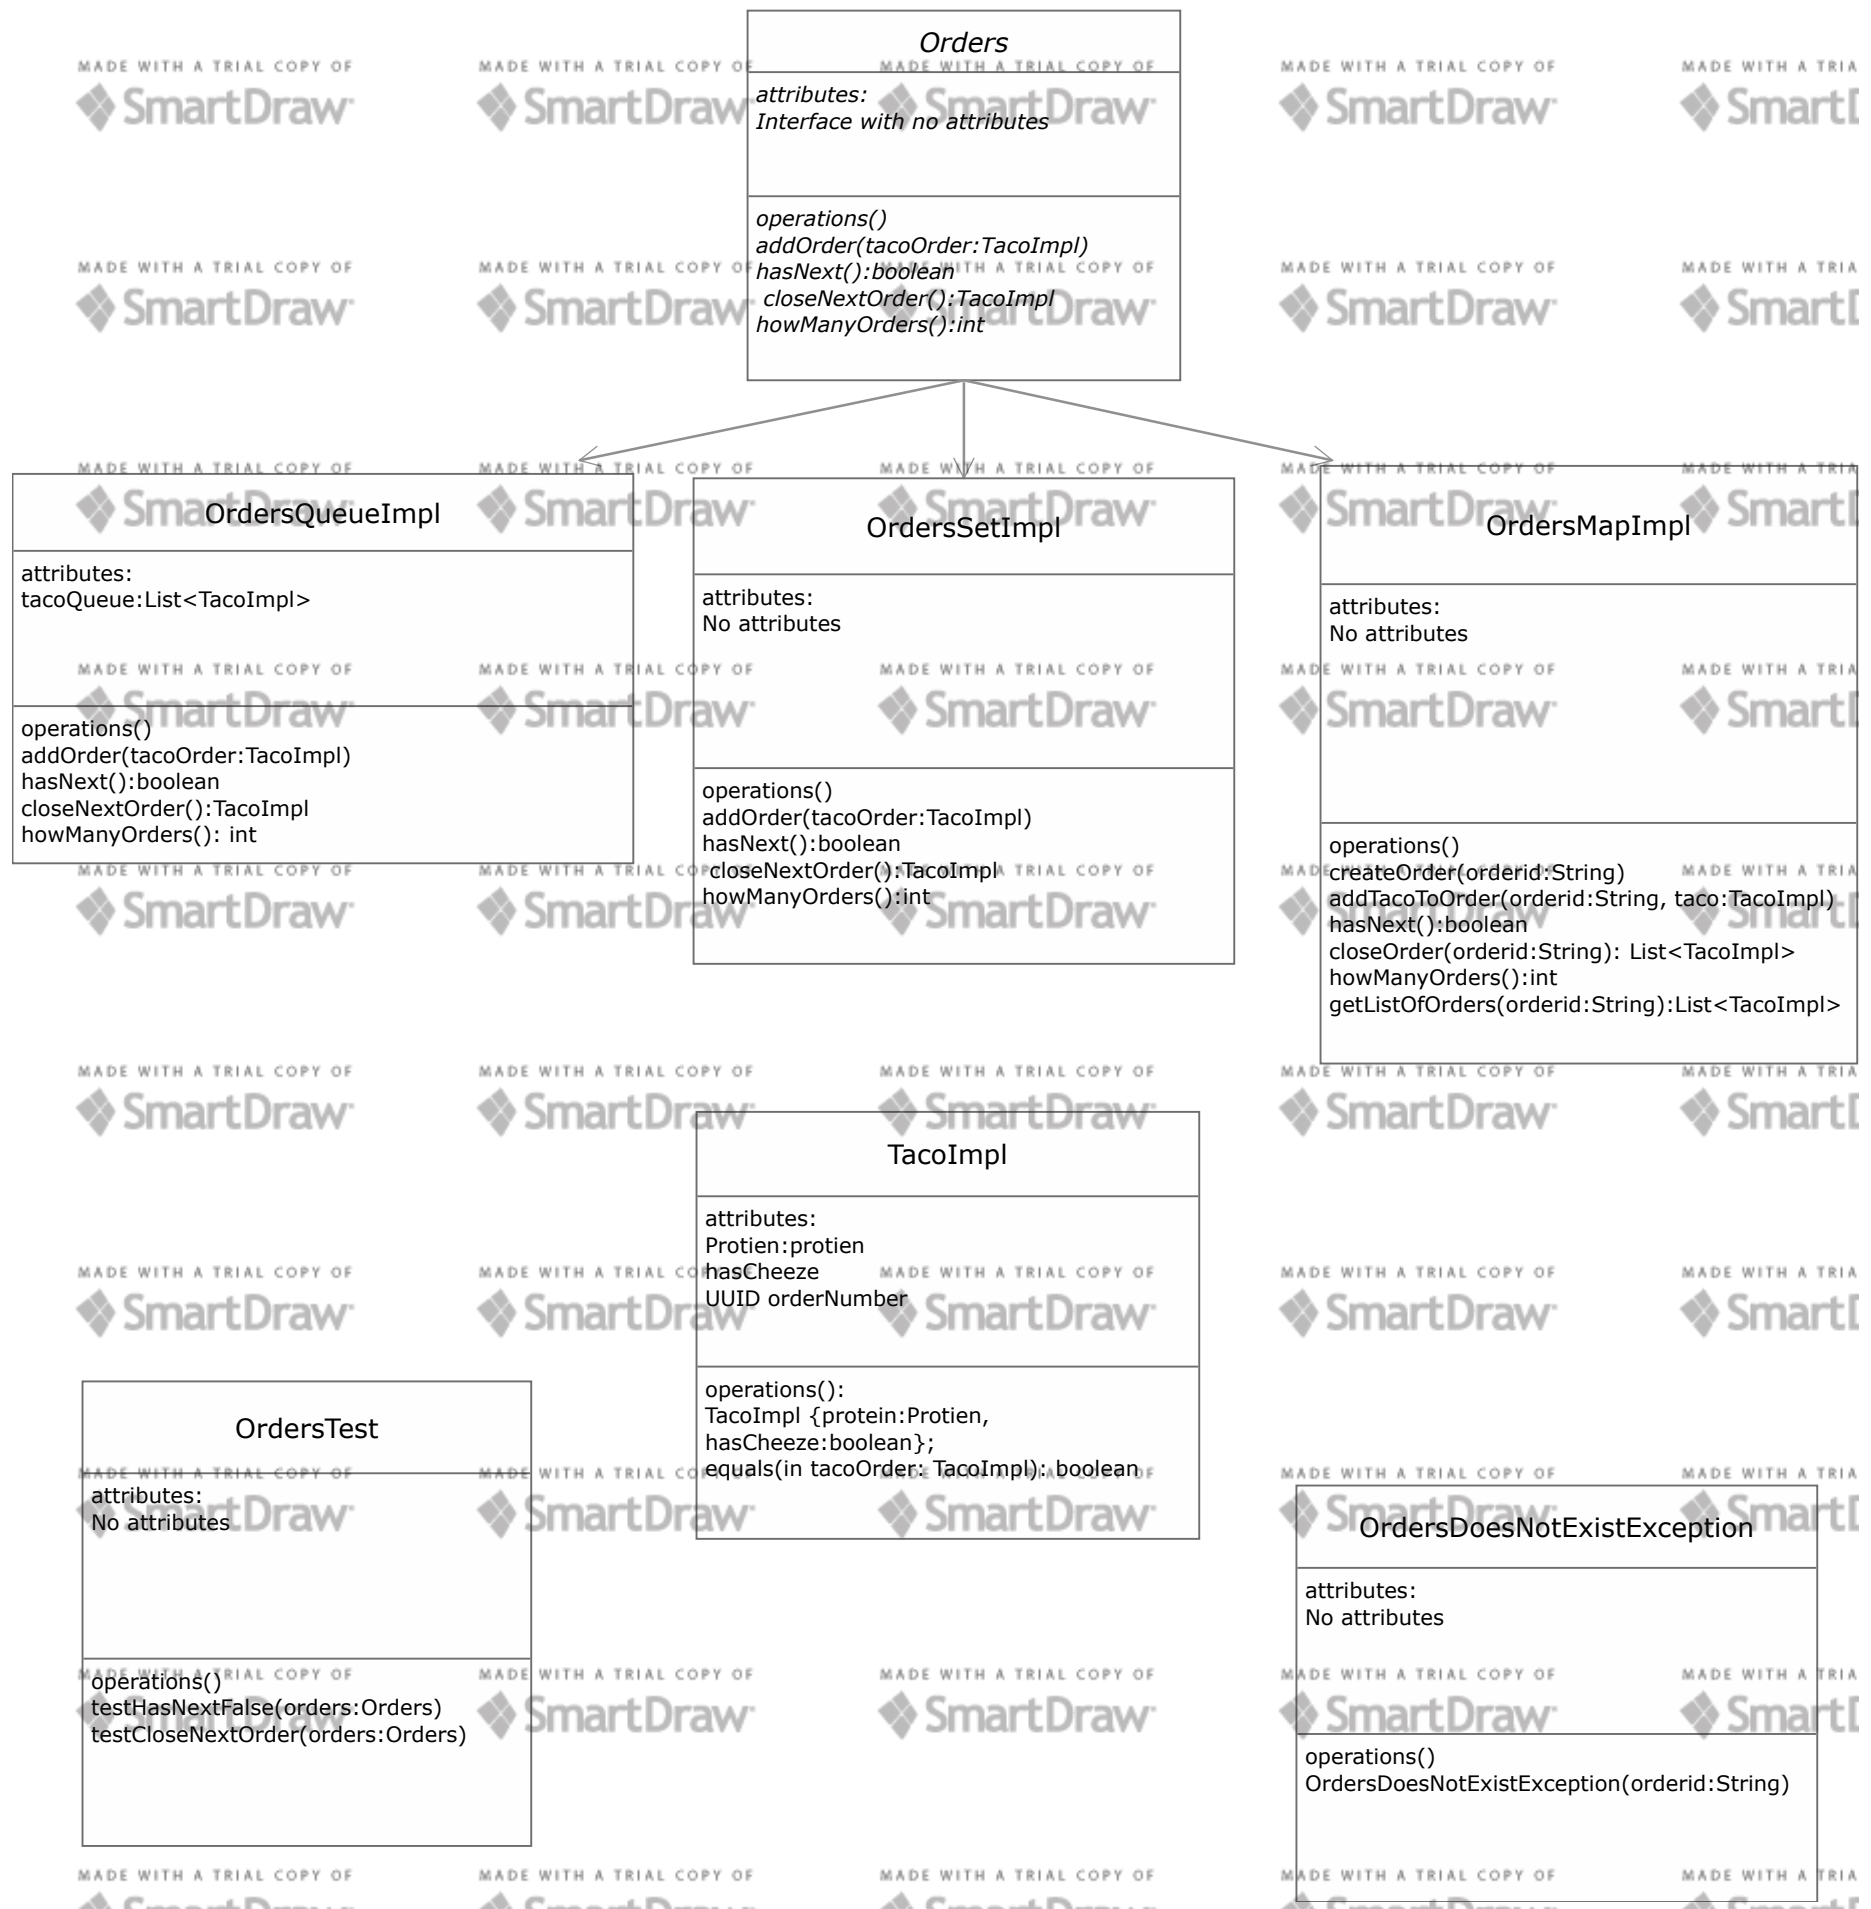 Orders
attributes:
Interface with no attributes
operations()
addOrder(tacoOrder:TacoImpl)
hasNext():boolean
closeNextOrder():TacoImpl
howManyOrders():int
OrdersQueueImpl
attributes:
tacoQueue:List<TacoImpl>
operations()
addOrder(tacoOrder:TacoImpl)
hasNext():boolean
closeNextOrder():TacoImpl
howManyOrders(): int
OrdersSetImpl
attributes:
No attributes
operations()
addOrder(tacoOrder:TacoImpl)
hasNext():boolean
closeNextOrder():TacoImpl
howManyOrders():int
OrdersMapImpl
attributes:
No attributes
operations()
createOrder(orderid:String)
addTacoToOrder(orderid:String, taco:TacoImpl)
hasNext():boolean
closeOrder(orderid:String): List<TacoImpl>
howManyOrders():int
getListOfOrders(orderid:String):List<TacoImpl>
TacoImpl
attributes:
Protien:protien
hasCheeze
UUID orderNumber
operations():
TacoImpl {protein:Protien,
hasCheeze:boolean};
equals(in tacoOrder: TacoImpl): boolean
OrdersTest
attributes:
No attributes
operations()
testHasNextFalse(orders:Orders)
testCloseNextOrder(orders:Orders)
OrdersDoesNotExistException
attributes:
No attributes
operations()
OrdersDoesNotExistException(orderid:String)
MADE WITH A TRIAL COPY OF
SmartDraw